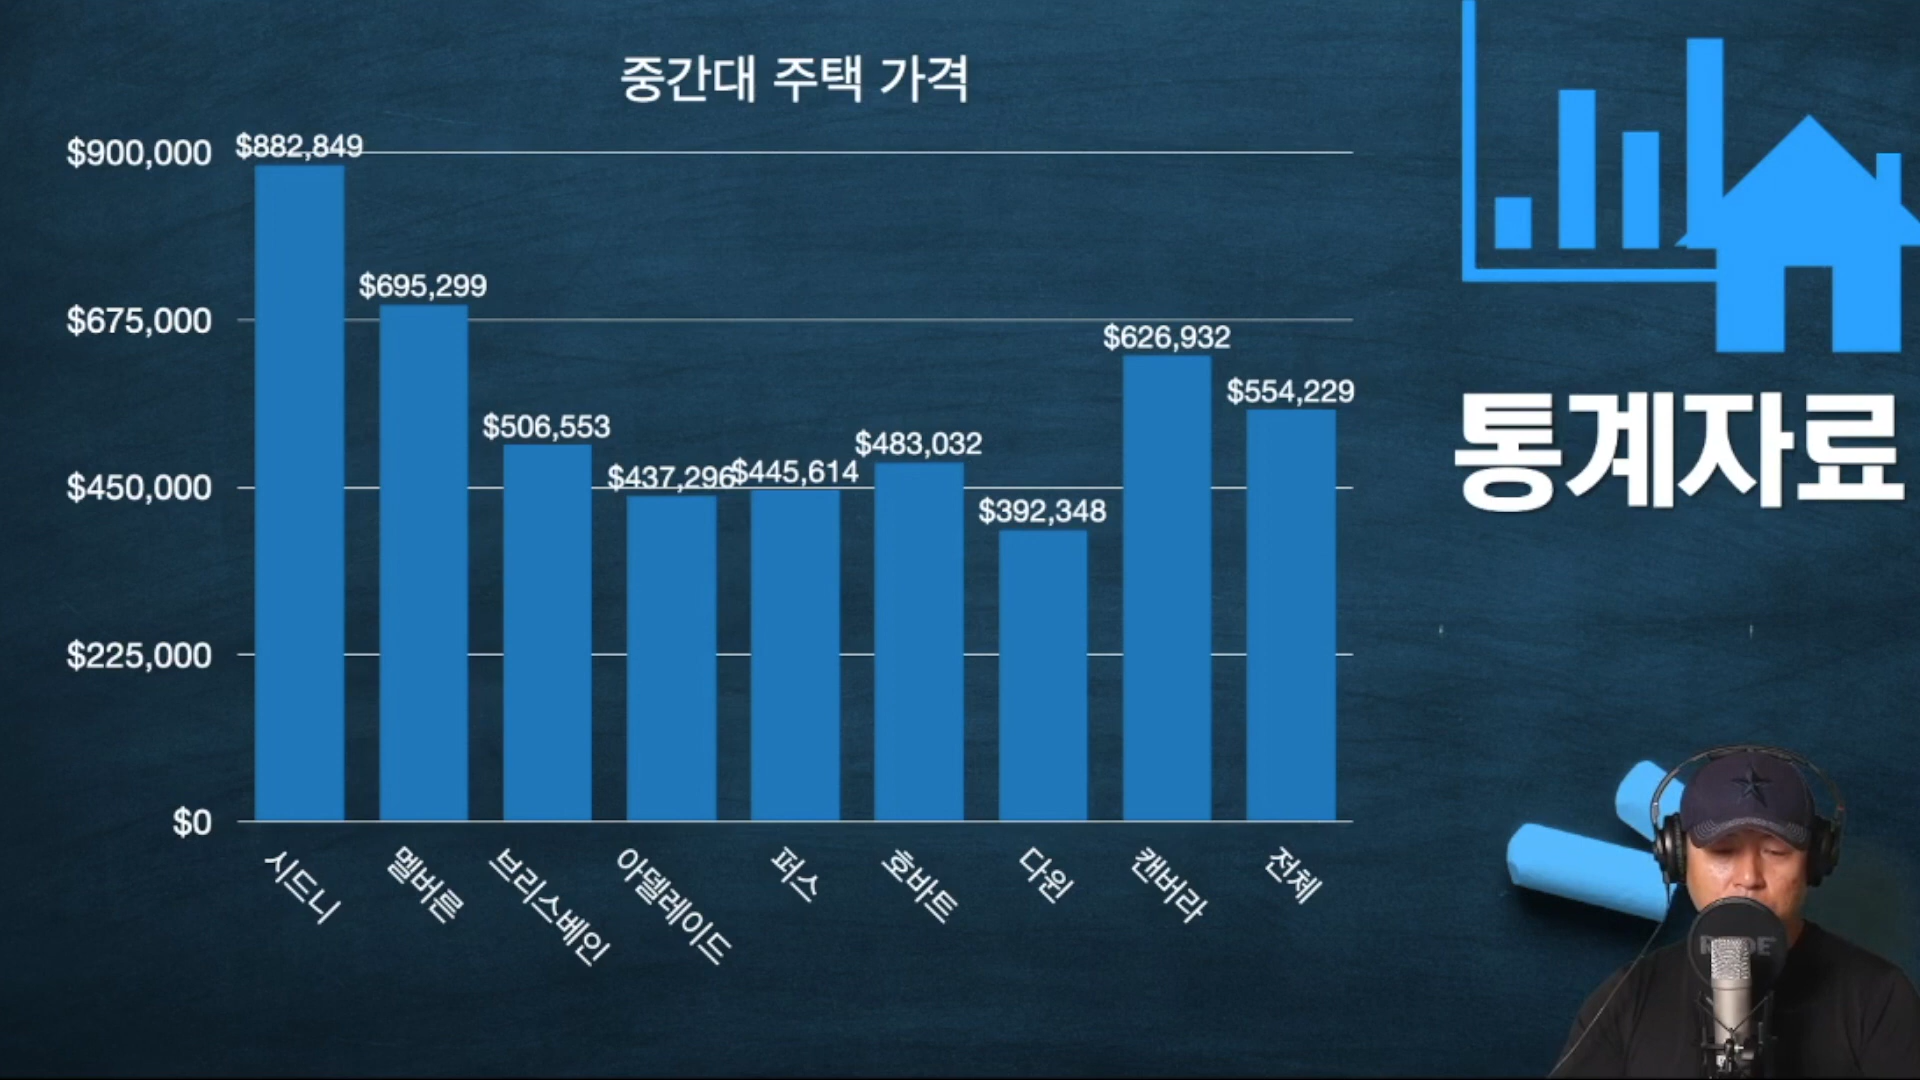 중간대 주택 가격
$900,000
$675,000
$450,000
$225,000
$0
$882,849
$695,299
$506,553
$437,296
$445,614
$483,032
$392,348
$626,932
$554,229
시드니
멜버른
브리스베인
아델레이드
퍼스
호바트
다윈
캔버라
전체
통계자료